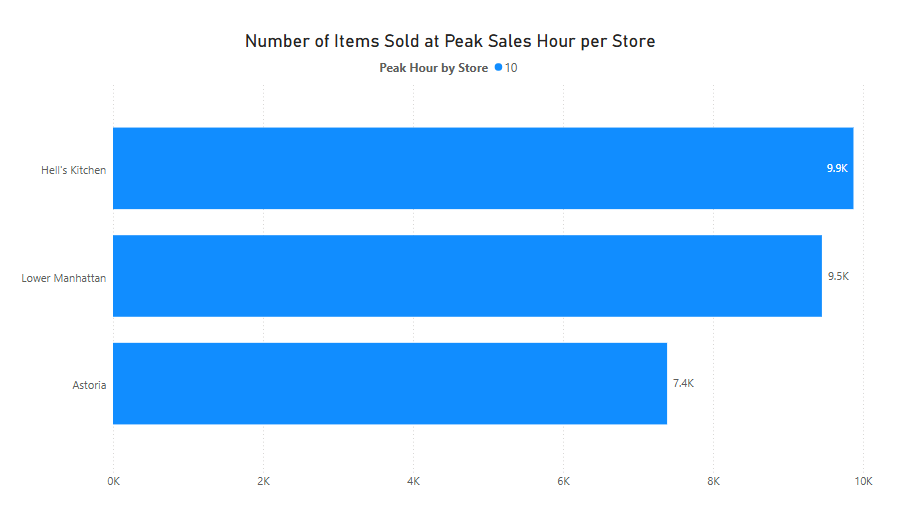 Number of Items Sold at Peak Sales Hour per Store
Peak Hour by Store 10
Hell's Kitchen 9.9K
Lower Manhattan 9.5K
Astoria 7.4K
0K 2K 4K 6K 8K 10K